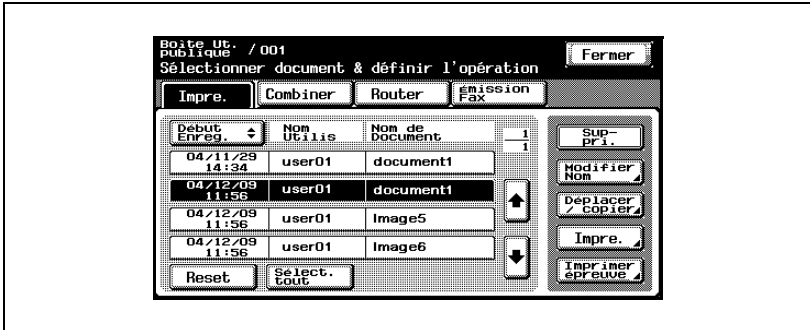 Boîte Ut.
publique / 001
Fermer
Sélectionner document & définir l'opération
Impre.
Combiner
Router
Émission
Fax
Début
Enreg.
Nom
Utilis
Nom de
Document
1
1
04/11/29
14:34
user01
document1
04/12/09
11:56
user01
document1
04/12/09
11:56
user01
Image5
04/12/09
11:56
user01
Image6
Reset
Sélect.
tout
Sup-
pri.
Modifier
Nom
Déplacer
/ copier
Impre.
Imprimer
épreuve